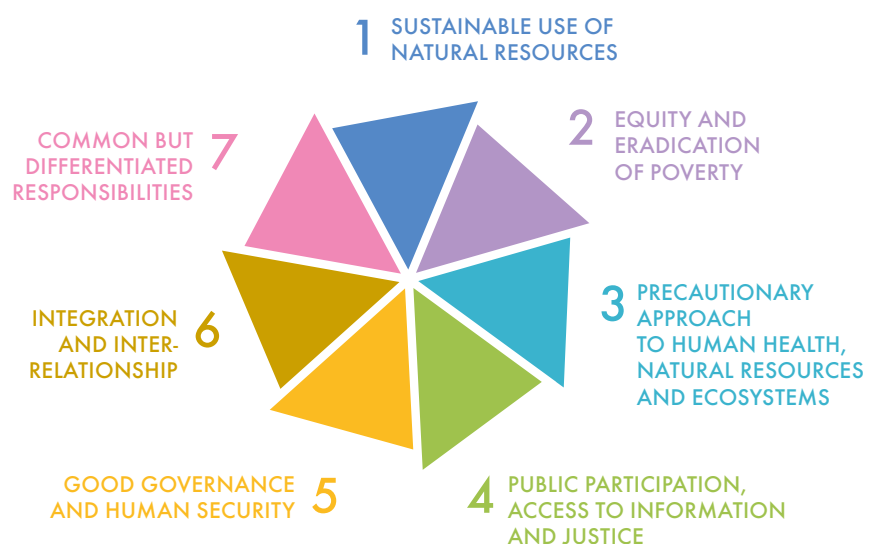 1 SUSTAINABLE USE OF
NATURAL RESOURCES
2 EQUITY AND
ERADICATION
OF POVERTY
3 PRECAUTIONARY
APPROACH
TO HUMAN HEALTH,
NATURAL RESOURCES
AND ECOSYSTEMS
4 PUBLIC PARTICIPATION,
ACCESS TO INFORMATION
AND JUSTICE
GOOD GOVERNANCE
AND HUMAN SECURITY 5
INTEGRATION
AND INTER-
RELATIONSHIP 6
COMMON BUT 7
DIFFERENTIATED
RESPONSIBILITIES